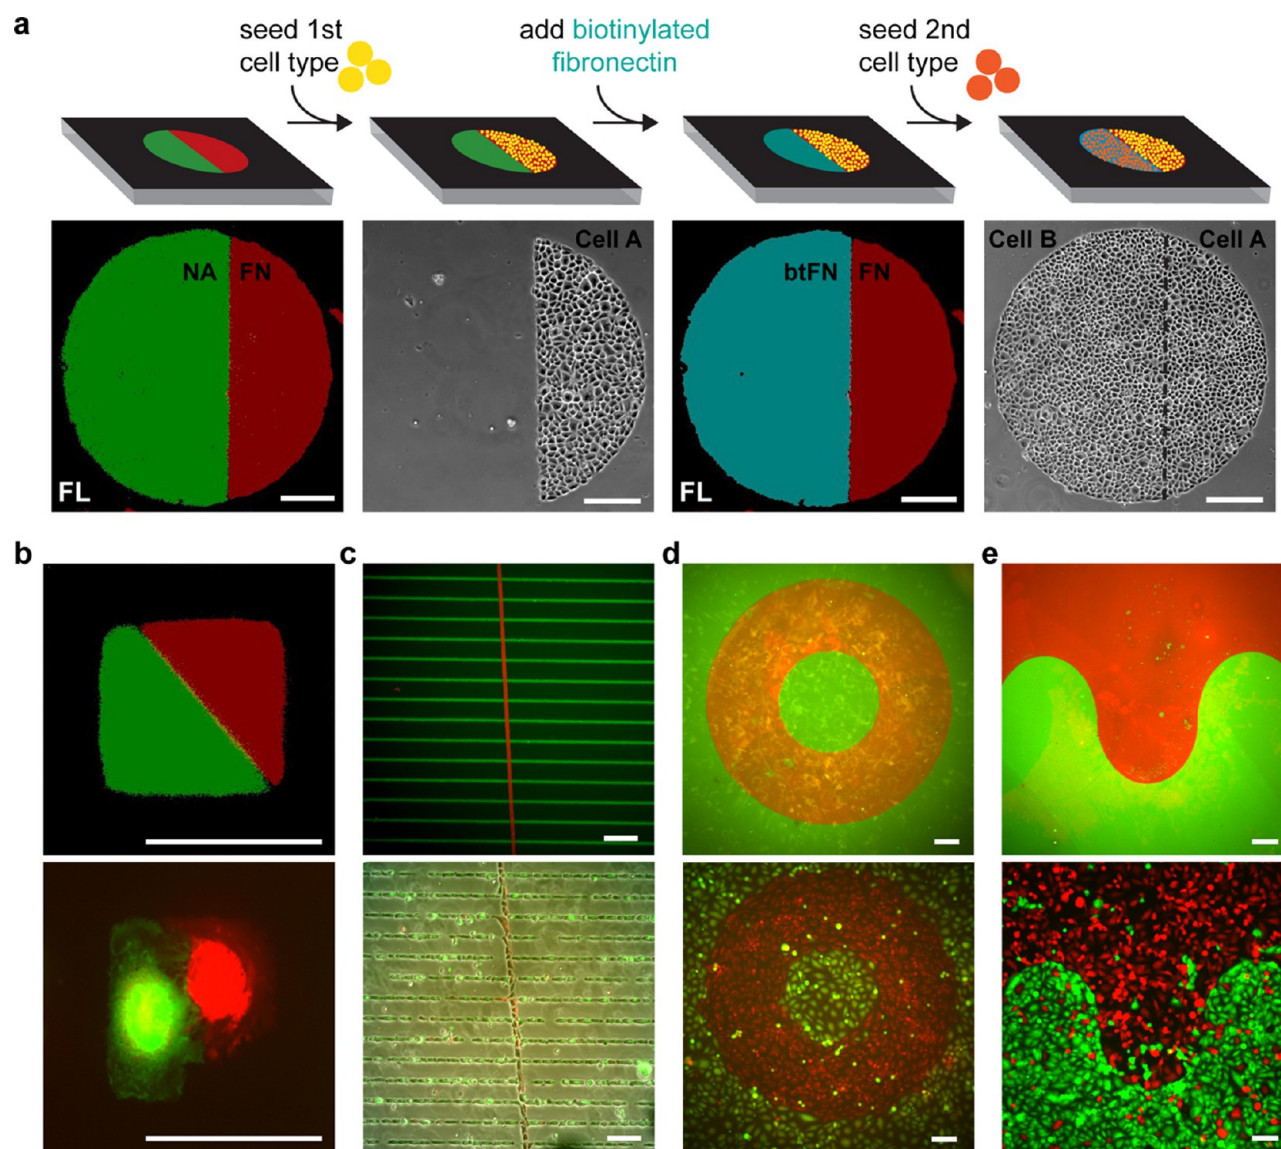 a
seed 1st
cell type
add biotinylated
fibronectin
seed 2nd
cell type
NA FN
FL
Cell A
btFN FN
FL
Cell B Cell A
b
c
d
e